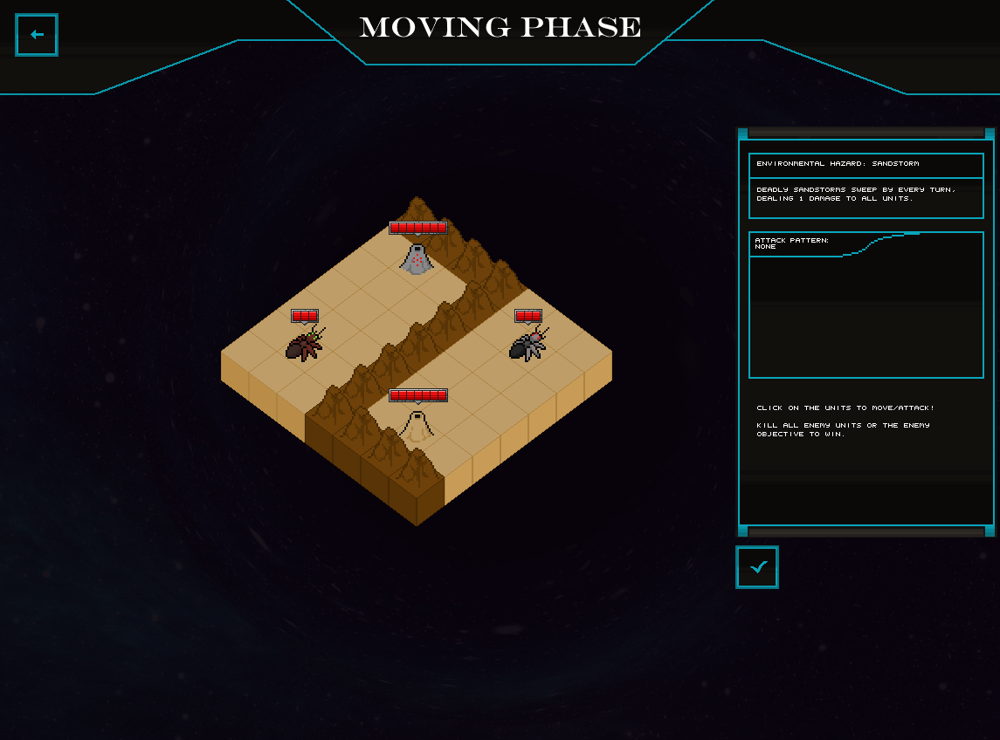 MOVING PHASE
ENVIRONMENTAL HAZARD: SANDSTORM
DEADLY SANDSTORMS SWEEP BY EVERY TURN,
DEALING 1 DAMAGE TO ALL UNITS.
ATTACK PATTERN:
NONE
CLICK ON THE UNITS TO MOVE/ATTACK!
KILL ALL ENEMY UNITS OR THE ENEMY
OBJECTIVE TO WIN.